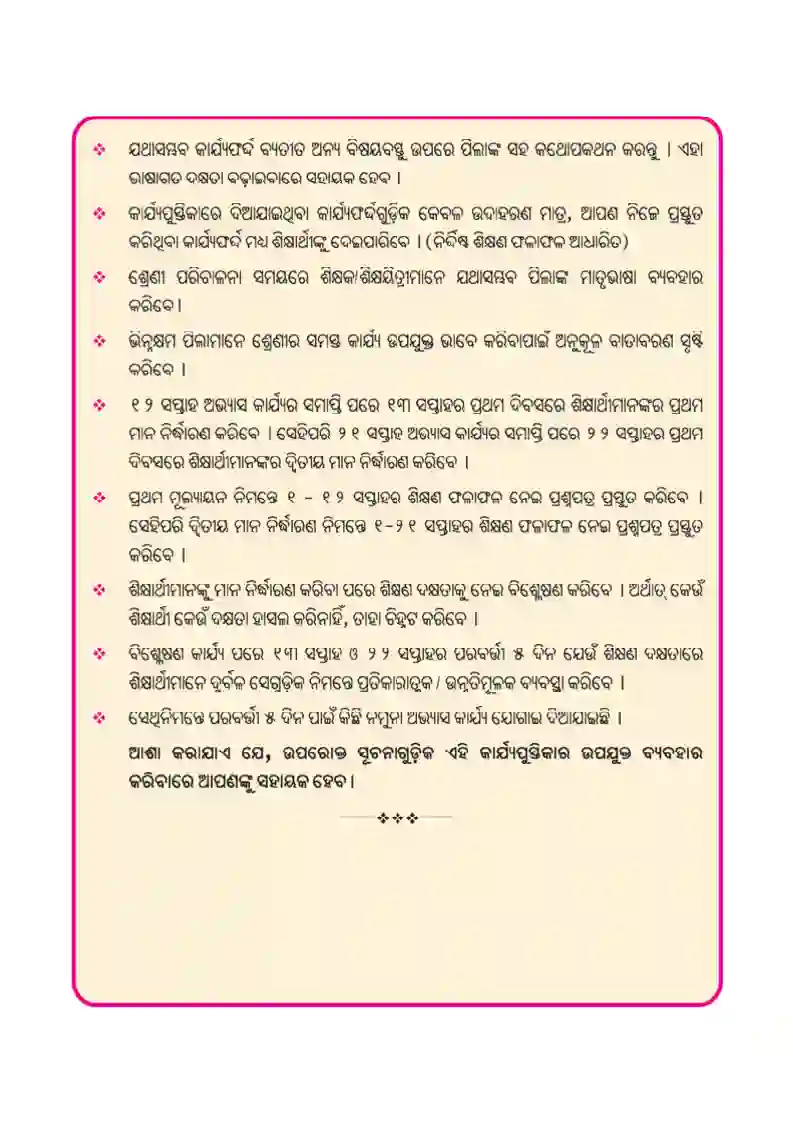 ❖ ଯଥାସମ୍ଭବ କାର୍ଯ୍ୟଫର୍ଦ୍ଦ ବ୍ୟତୀତ ଅନ୍ୟ ବିଷୟବସ୍ତୁ ଉପରେ ପିଲାଙ୍କ ସହ କଥୋପକଥନ କରନ୍ତୁ । ଏହା
ଭାଷାଗତ ଦକ୍ଷତା ବଢ଼ାଇବାରେ ସହାୟକ ହେବ ।
❖ କାର୍ଯ୍ୟପୁସ୍ତିକାରେ ଦିଆଯାଇଥିବା କାର୍ଯ୍ୟଫର୍ଦ୍ଦଗୁଡ଼ିକ କେବଳ ଉଦାହରଣ ମାତ୍ର, ଆପଣ ନିଜେ ପ୍ରସ୍ତୁତ
କରିଥିବା କାର୍ଯ୍ୟଫର୍ଦ୍ଦ ମଧ୍ୟ ଶିକ୍ଷାର୍ଥୀଙ୍କୁ ଦେଇପାରିବେ । (ନିର୍ଦ୍ଦିଷ୍ଟ ଶିକ୍ଷଣ ଫଳାଫଳ ଆଧାରିତ)
❖ ଶ୍ରେଣୀ ପରିଚାଳନା ସମୟରେ ଶିକ୍ଷକ/ଶିକ୍ଷୟିତ୍ରୀମାନେ ଯଥାସମ୍ଭବ ପିଲାଙ୍କ ମାତୃଭାଷା ବ୍ୟବହାର
କରିବେ।
❖ ଭିନ୍ନକ୍ଷମ ପିଲାମାନେ ଶ୍ରେଣୀର ସମସ୍ତ କାର୍ଯ୍ୟ ଉପଯୁକ୍ତ ଭାବେ କରିବାପାଇଁ ଅନୁକୂଳ ବାତାବରଣ ସୃଷ୍ଟି
କରିବେ ।
❖ ୧୨ ସପ୍ତାହ ଅଭ୍ୟାସ କାର୍ଯ୍ୟର ସମାପ୍ତି ପରେ ୧୩ ସପ୍ତାହର ପ୍ରଥମ ଦିବସରେ ଶିକ୍ଷାର୍ଥୀମାନଙ୍କର ପ୍ରଥମ
ମାନ ନିର୍ଦ୍ଧାରଣ କରିବେ । ସେହିପରି ୨୧ ସପ୍ତାହ ଅଭ୍ୟାସ କାର୍ଯ୍ୟର ସମାପ୍ତି ପରେ ୨୨ ସପ୍ତାହର ପ୍ରଥମ
ଦିବସରେ ଶିକ୍ଷାର୍ଥୀମାନଙ୍କର ଦ୍ୱିତୀୟ ମାନ ନିର୍ଦ୍ଧାରଣ କରିବେ ।
❖ ପ୍ରଥମ ମୂଲ୍ୟାୟନ ନିମନ୍ତେ ୧ – ୧୨ ସପ୍ତାହର ଶିକ୍ଷଣ ଫଳାଫଳ ନେଇ ପ୍ରଶ୍ନପତ୍ର ପ୍ରସ୍ତୁତ କରିବେ ।
ସେହିପରି ଦ୍ୱିତୀୟ ମାନ ନିର୍ଦ୍ଧାରଣ ନିମନ୍ତେ ୧-୨୧ ସପ୍ତାହର ଶିକ୍ଷଣ ଫଳାଫଳ ନେଇ ପ୍ରଶ୍ନପତ୍ର ପ୍ରସ୍ତୁତ
କରିବେ ।
❖ ଶିକ୍ଷାର୍ଥୀମାନଙ୍କୁ ମାନ ନିର୍ଦ୍ଧାରଣ କରିବା ପରେ ଶିକ୍ଷଣ ଦକ୍ଷତାକୁ ନେଇ ବିଶ୍ଳେଷଣ କରିବେ । ଅର୍ଥାତ୍ କେଉଁ
ଶିକ୍ଷାର୍ଥୀ କେଉଁ ଦକ୍ଷତା ହାସଲ କରିନାହିଁ, ତାହା ଚିହ୍ନଟ କରିବେ ।
❖ ବିଶ୍ଳେଷଣ କାର୍ଯ୍ୟ ପରେ ୧୩ ସପ୍ତାହ ଓ ୨୨ ସପ୍ତାହର ପରବର୍ତ୍ତୀ ୫ ଦିନ ଯେଉଁ ଶିକ୍ଷଣ ଦକ୍ଷତାରେ
ଶିକ୍ଷାର୍ଥୀମାନେ ଦୁର୍ବଳ ସେଗୁଡ଼ିକ ନିମନ୍ତେ ପ୍ରତିକାରାତ୍ମକ / ଉନ୍ନତିମୂଳକ ବ୍ୟବସ୍ଥା କରିବେ ।
❖ ସେଥିନିମନ୍ତେ ପରବର୍ତ୍ତୀ ୫ ଦିନ ପାଇଁ କିଛି ନମୁନା ଅଭ୍ୟାସ କାର୍ଯ୍ୟ ଯୋଗାଇ ଦିଆଯାଇଛି ।
ଆଶା କରାଯାଏ ଯେ, ଉପରୋକ୍ତ ସୂଚନାଗୁଡ଼ିକ ଏହି କାର୍ଯ୍ୟପୁସ୍ତିକାର ଉପଯୁକ୍ତ ବ୍ୟବହାର
କରିବାରେ ଆପଣଙ୍କୁ ସହାୟକ ହେବ।